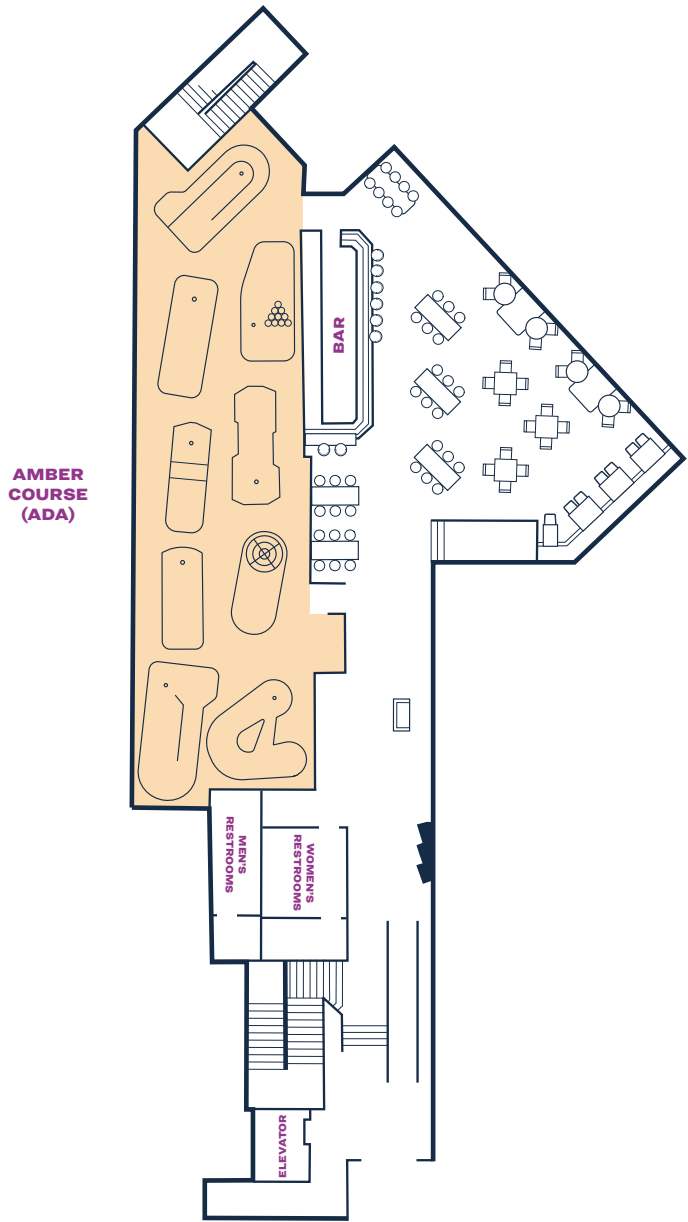 BAR
AMBER
COURSE
(ADA)
MEN'S
RESTROOMS
WOMEN'S
RESTROOMS
ELEVATOR